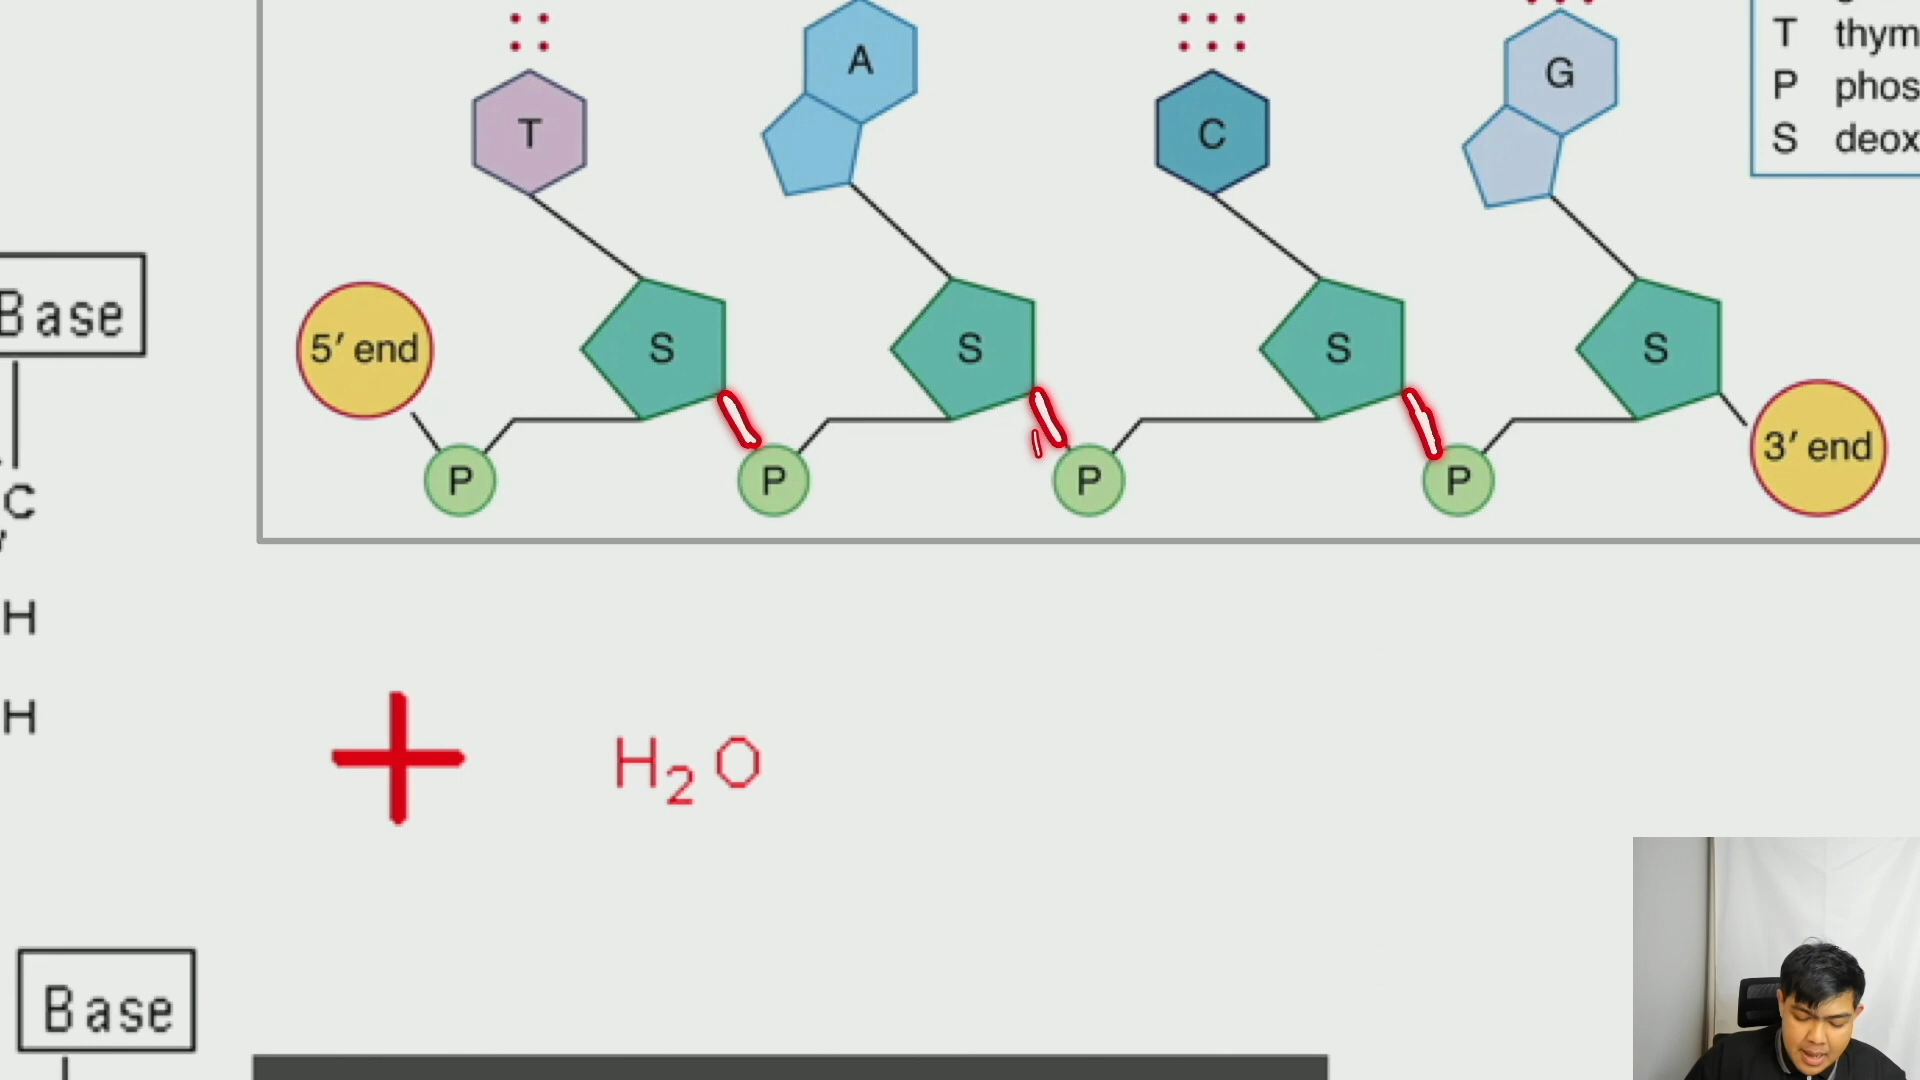 A
G
T
C
T thym
P phos
S deox
Base
5′ end
S
S
S
S
3′ end
P
P
P
P
C
H
H
H2O
Base